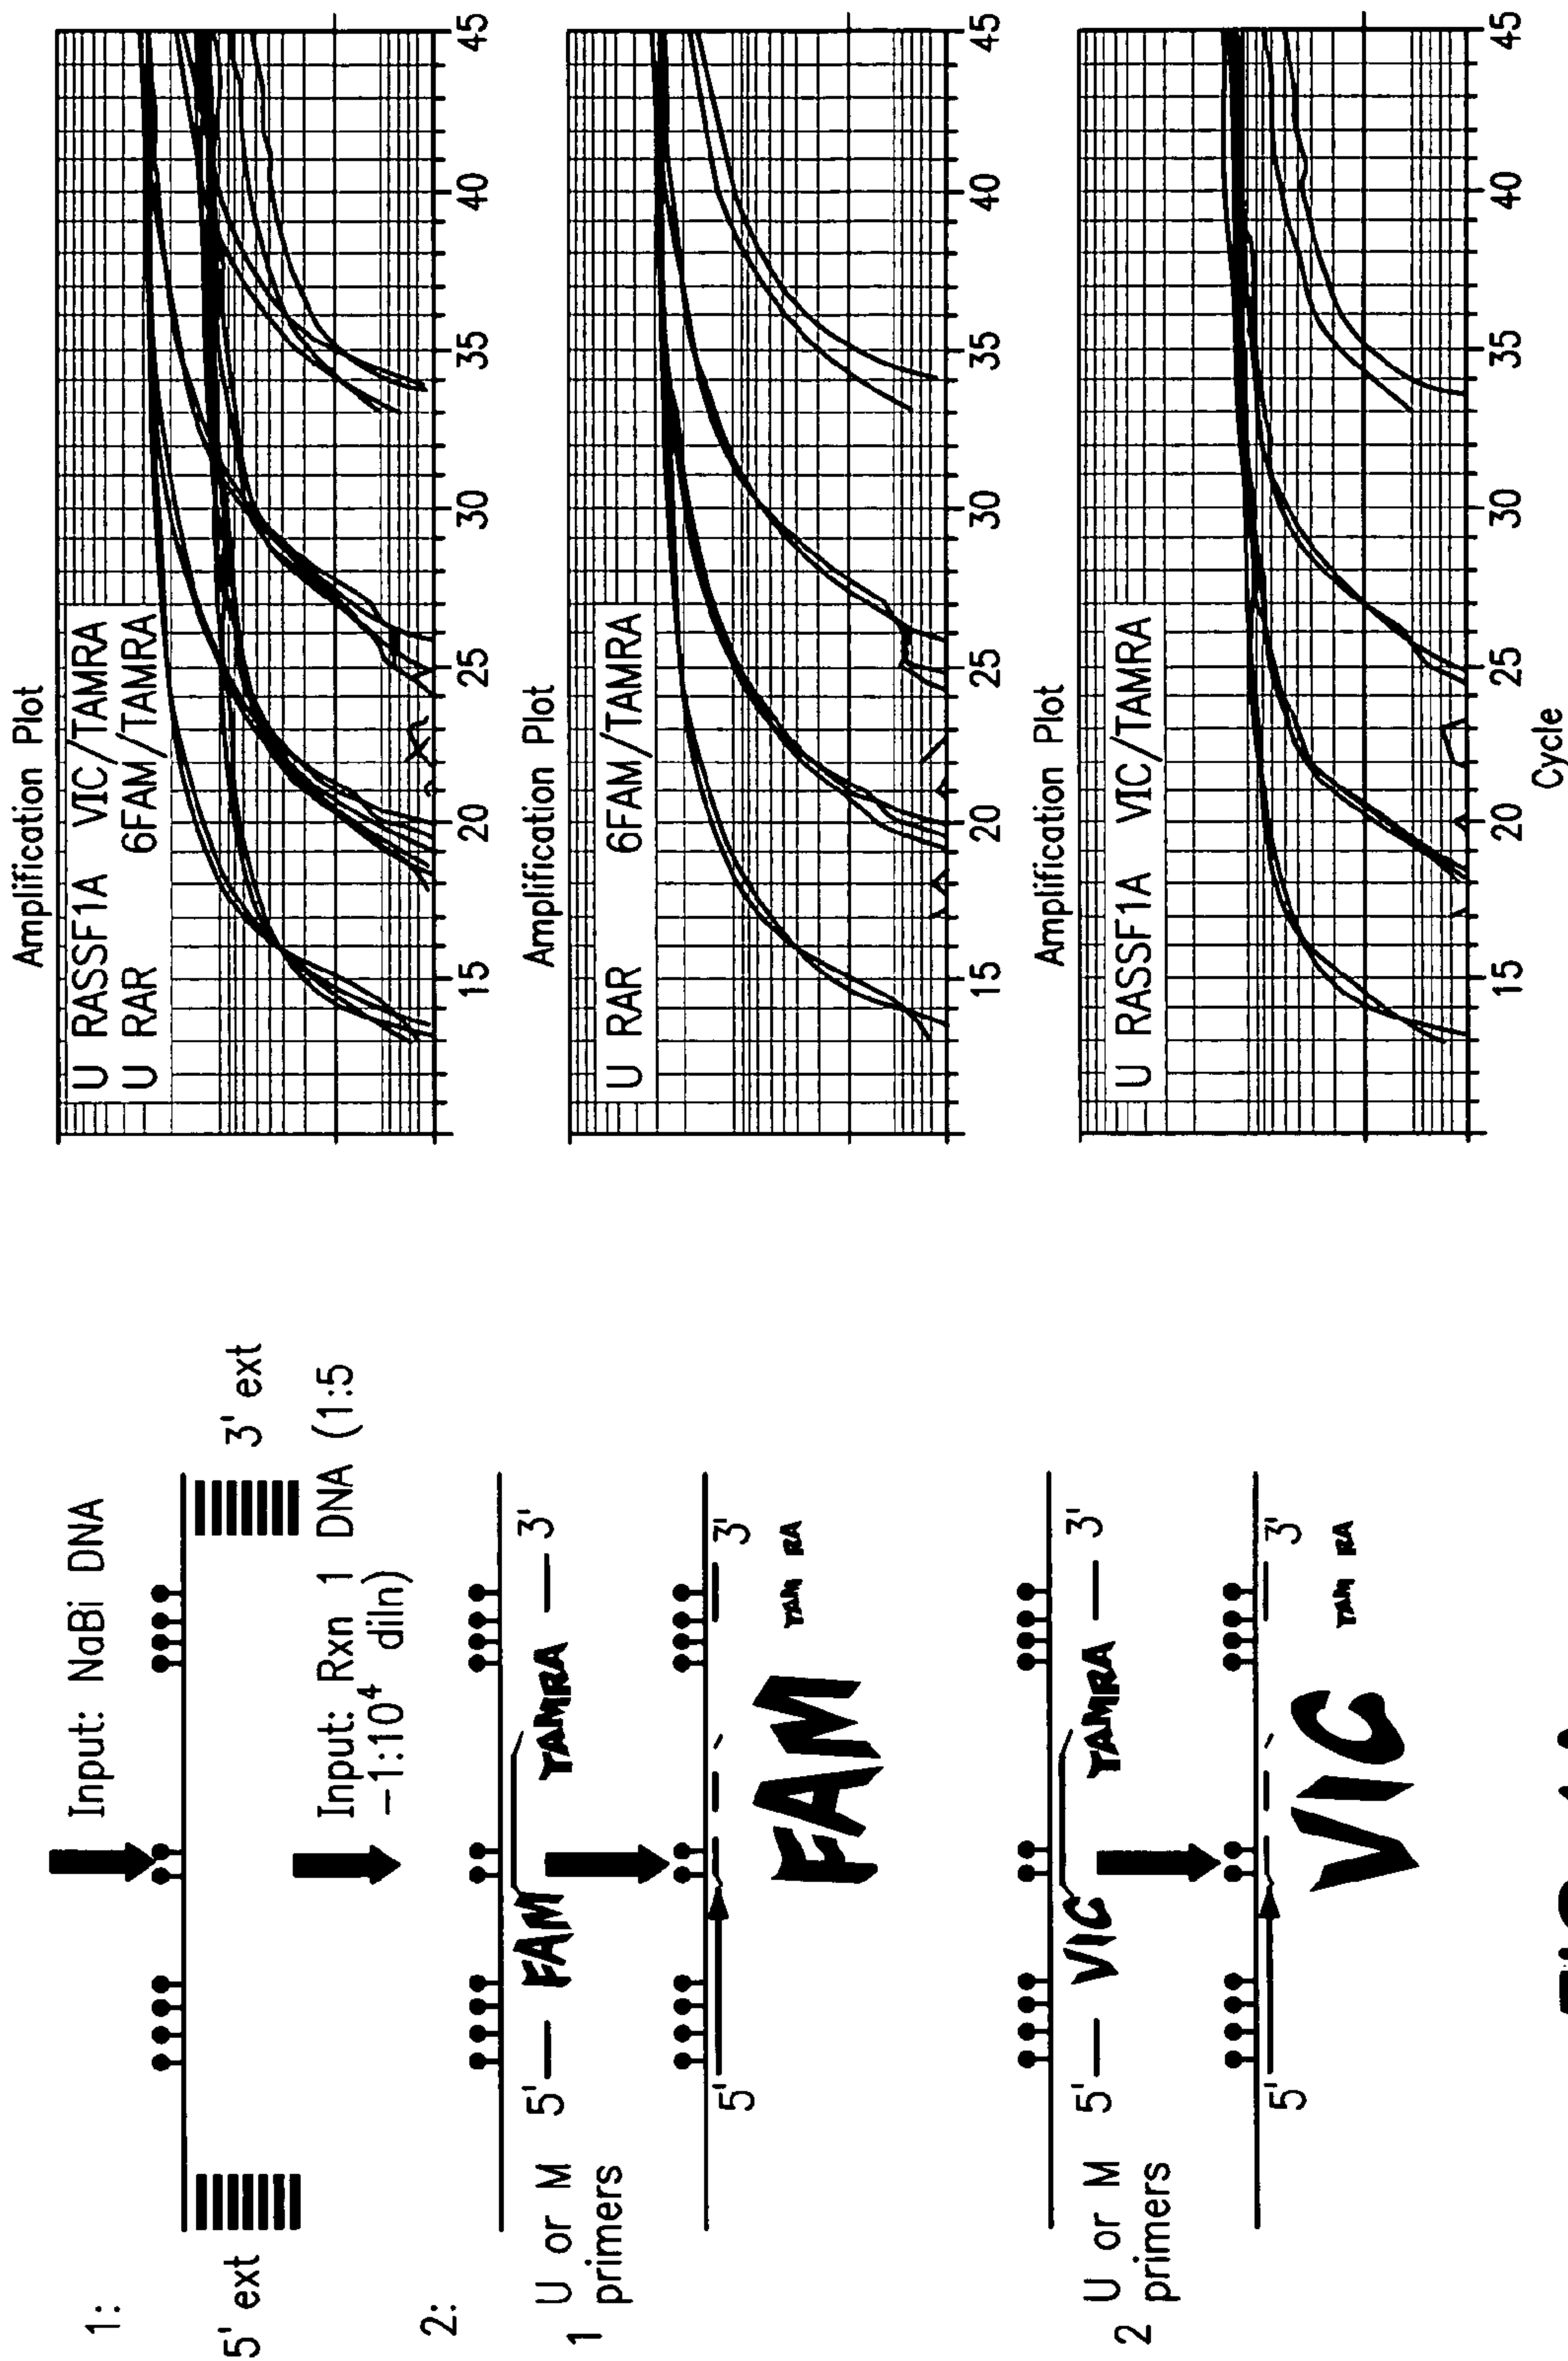 1:
Input: NaBi DNA
5' ext
3' ext
Input: Rxn 1 DNA (1:5
-1:10⁴ diln)
2:
FAM
TAMRA
U or M 5'
3'
1 primers
5'
3'
FAM
TAM RA
VIC
TAMRA
U or M 5'
3'
2 primers
5'
3'
VIC
TAM RA
Amplification Plot
U RASSF1A VIC/TAMRA
U RAR 6FAM/TAMRA
15 20 25 30 35 40 45
Amplification Plot
U RAR 6FAM/TAMRA
15 20 25 30 35 40 45
Amplification Plot
U RASSF1A VIC/TAMRA
15 20 25 30 35 40 45
Cycle